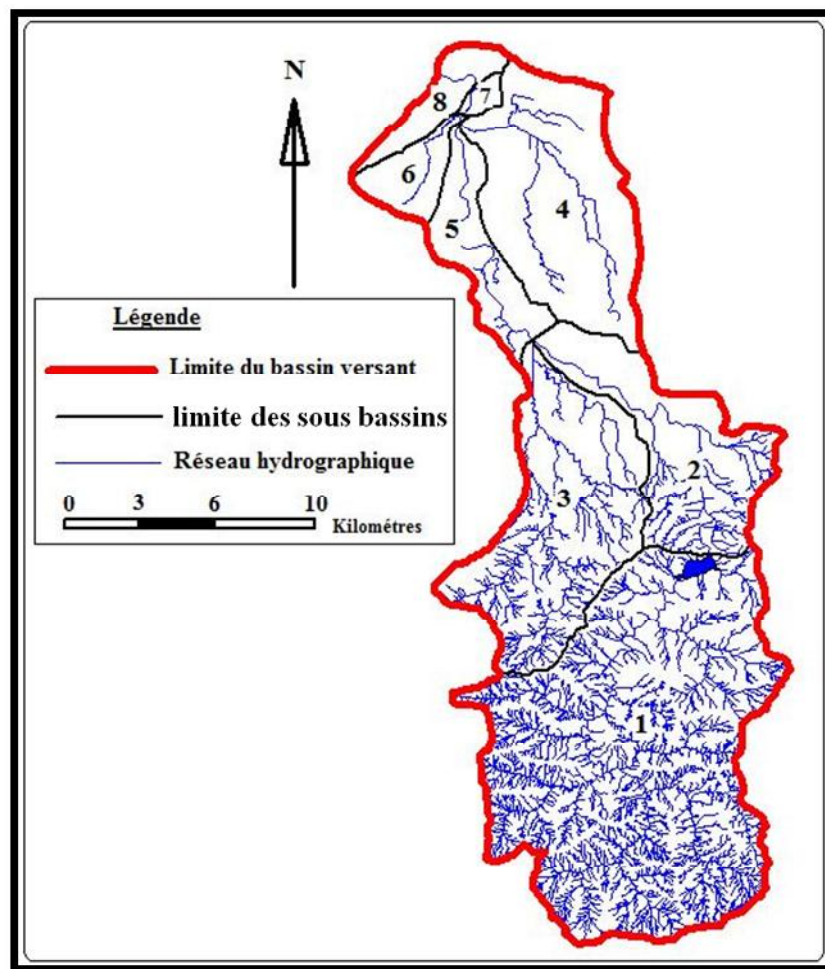 N
8
7
6
4
5
Légende
Limite du bassin versant
limite des sous bassins
Réseau hydrographique
0 3 6 10
Kilométres
2
3
1